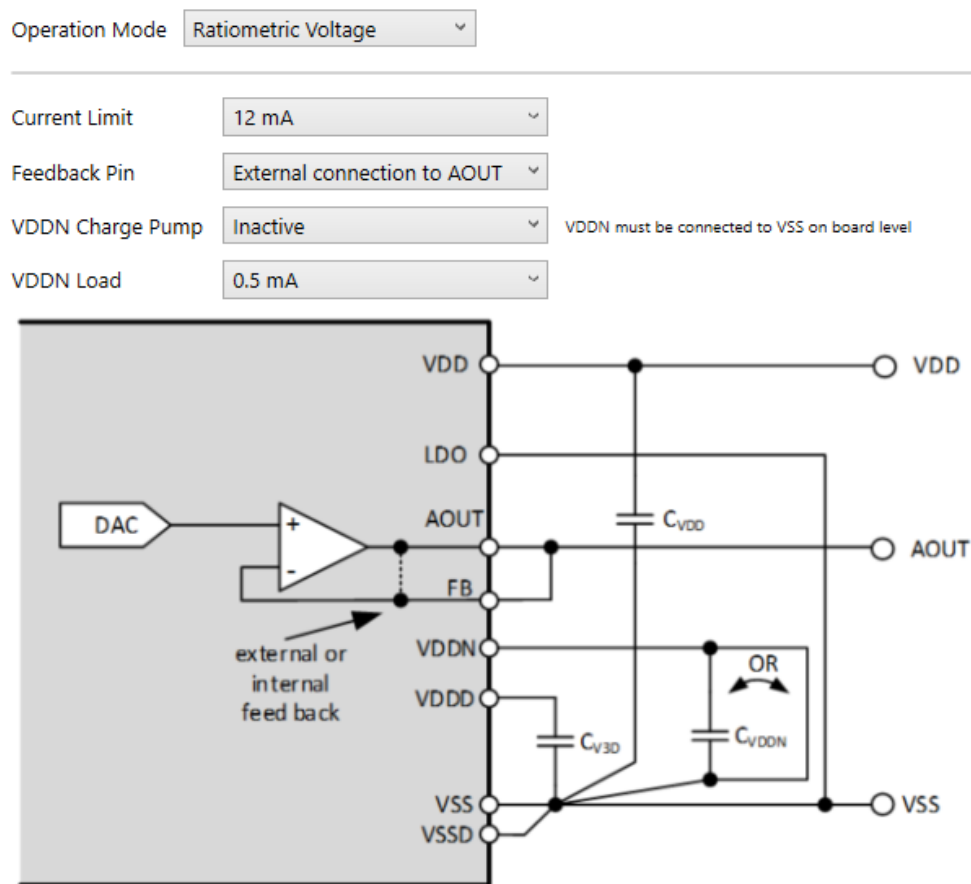 Operation Mode Ratiometric Voltage
Current Limit 12 mA
Feedback Pin External connection to AOUT
VDDN Charge Pump Inactive VDDN must be connected to VSS on board level
VDDN Load 0.5 mA
VDD VDD
LDO
DAC + AOUT CVDD
- AOUT
FB
external or VDDN OR
internal VDDD
feed back CV3D CVDDN
VSS VSS
VSSD